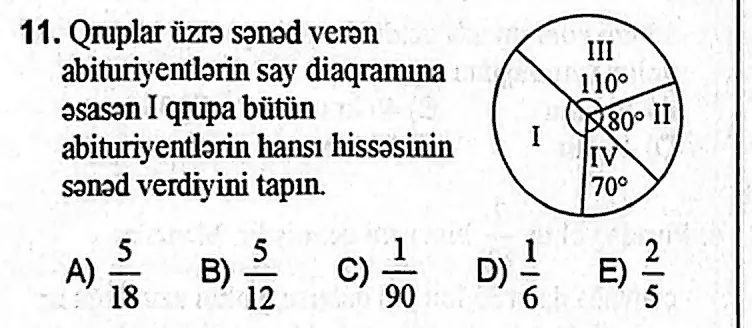 11. Qruplar üzrə sənəd verən
abituriyentlərin say diaqramına
əsasən I qrupa bütün
abituriyentlərin hansı hissəsinin
sənəd verdiyini tapın.
III
110°
80° II
I
IV
70°
A) 5/18 B) 5/12 C) 1/90 D) 1/6 E) 2/5